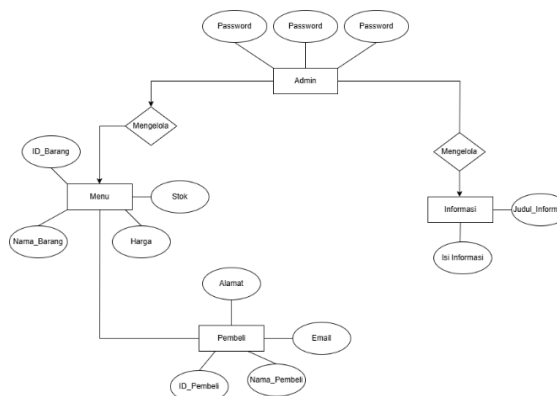 Password
Password
Password
Admin
Mengelola
Mengelola
ID_Barang
Menu
Stok
Nama_Barang
Harga
Informasi
Judul_Inform
Isi Informasi
Alamat
Pembeli
Email
ID_Pembeli
Nama_Pembeli